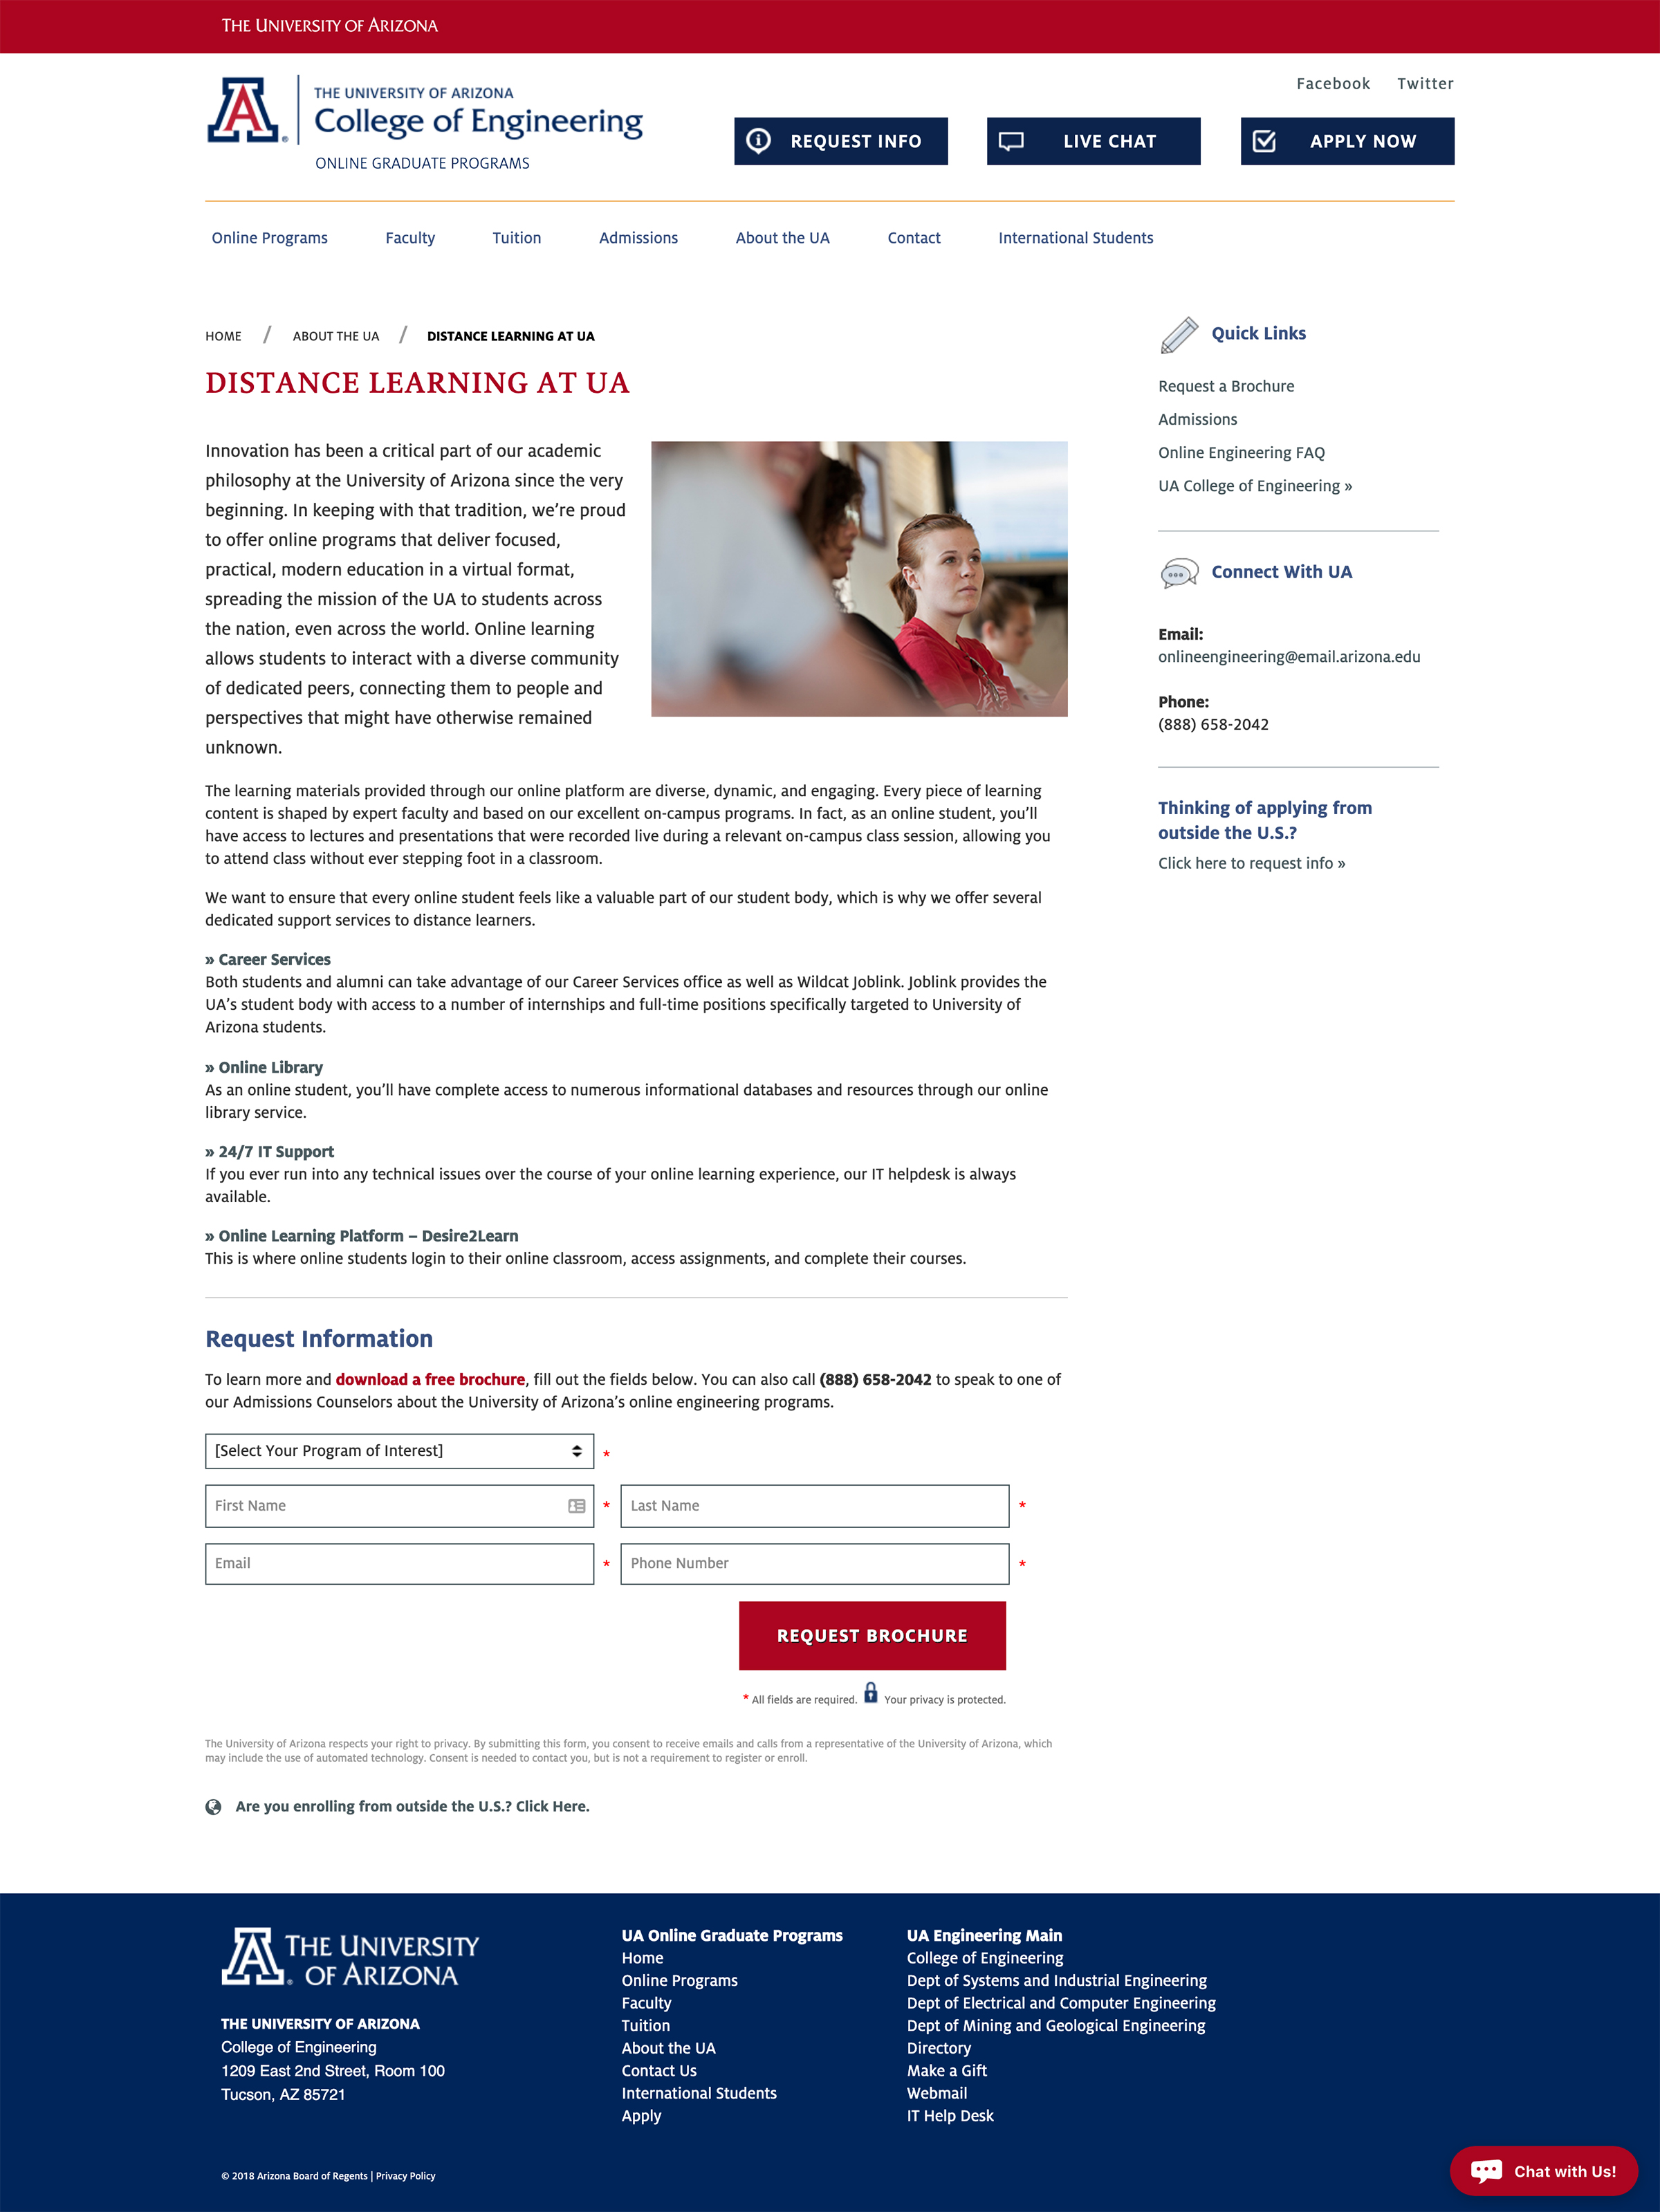 THE UNIVERSITY OF ARIZONA
THE UNIVERSITY OF ARIZONA
College of Engineering
ONLINE GRADUATE PROGRAMS
Facebook Twitter
REQUEST INFO LIVE CHAT APPLY NOW
Online Programs Faculty Tuition Admissions About the UA Contact International Students
HOME / ABOUT THE UA / DISTANCE LEARNING AT UA
DISTANCE LEARNING AT UA
Innovation has been a critical part of our academic
philosophy at the University of Arizona since the very
beginning. In keeping with that tradition, we’re proud
to offer online programs that deliver focused,
practical, modern education in a virtual format,
spreading the mission of the UA to students across
the nation, even across the world. Online learning
allows students to interact with a diverse community
of dedicated peers, connecting them to people and
perspectives that might have otherwise remained
unknown.
The learning materials provided through our online platform are diverse, dynamic, and engaging. Every piece of learning
content is shaped by expert faculty and based on our excellent on-campus programs. In fact, as an online student, you’ll
have access to lectures and presentations that were recorded live during a relevant on-campus class session, allowing you
to attend class without ever stepping foot in a classroom.
We want to ensure that every online student feels like a valuable part of our student body, which is why we offer several
dedicated support services to distance learners.
» Career Services
Both students and alumni can take advantage of our Career Services office as well as Wildcat Joblink. Joblink provides the
UA’s student body with access to a number of internships and full-time positions specifically targeted to University of
Arizona students.
» Online Library
As an online student, you’ll have complete access to numerous informational databases and resources through our online
library service.
» 24/7 IT Support
If you ever run into any technical issues over the course of your online learning experience, our IT helpdesk is always
available.
» Online Learning Platform – Desire2Learn
This is where online students login to their online classroom, access assignments, and complete their courses.
Quick Links
Request a Brochure
Admissions
Online Engineering FAQ
UA College of Engineering »
Connect With UA
Email:
onlineengineering@email.arizona.edu
Phone:
(888) 658-2042
Thinking of applying from
outside the U.S.?
Click here to request info »
Request Information
To learn more and download a free brochure, fill out the fields below. You can also call (888) 658-2042 to speak to one of
our Admissions Counselors about the University of Arizona’s online engineering programs.
[Select Your Program of Interest] *
First Name * Last Name *
Email * Phone Number *
REQUEST BROCHURE
* All fields are required. Your privacy is protected.
The University of Arizona respects your right to privacy. By submitting this form, you consent to receive emails and calls from a representative of the University of Arizona, which
may include the use of automated technology. Consent is needed to contact you, but is not a requirement to register or enroll.
Are you enrolling from outside the U.S.? Click Here.
THE UNIVERSITY
OF ARIZONA
THE UNIVERSITY OF ARIZONA
College of Engineering
1209 East 2nd Street, Room 100
Tucson, AZ 85721
UA Online Graduate Programs
Home
Online Programs
Faculty
Tuition
About the UA
Contact Us
International Students
Apply
UA Engineering Main
College of Engineering
Dept of Systems and Industrial Engineering
Dept of Electrical and Computer Engineering
Dept of Mining and Geological Engineering
Directory
Make a Gift
Webmail
IT Help Desk
© 2018 Arizona Board of Regents | Privacy Policy
Chat with Us!